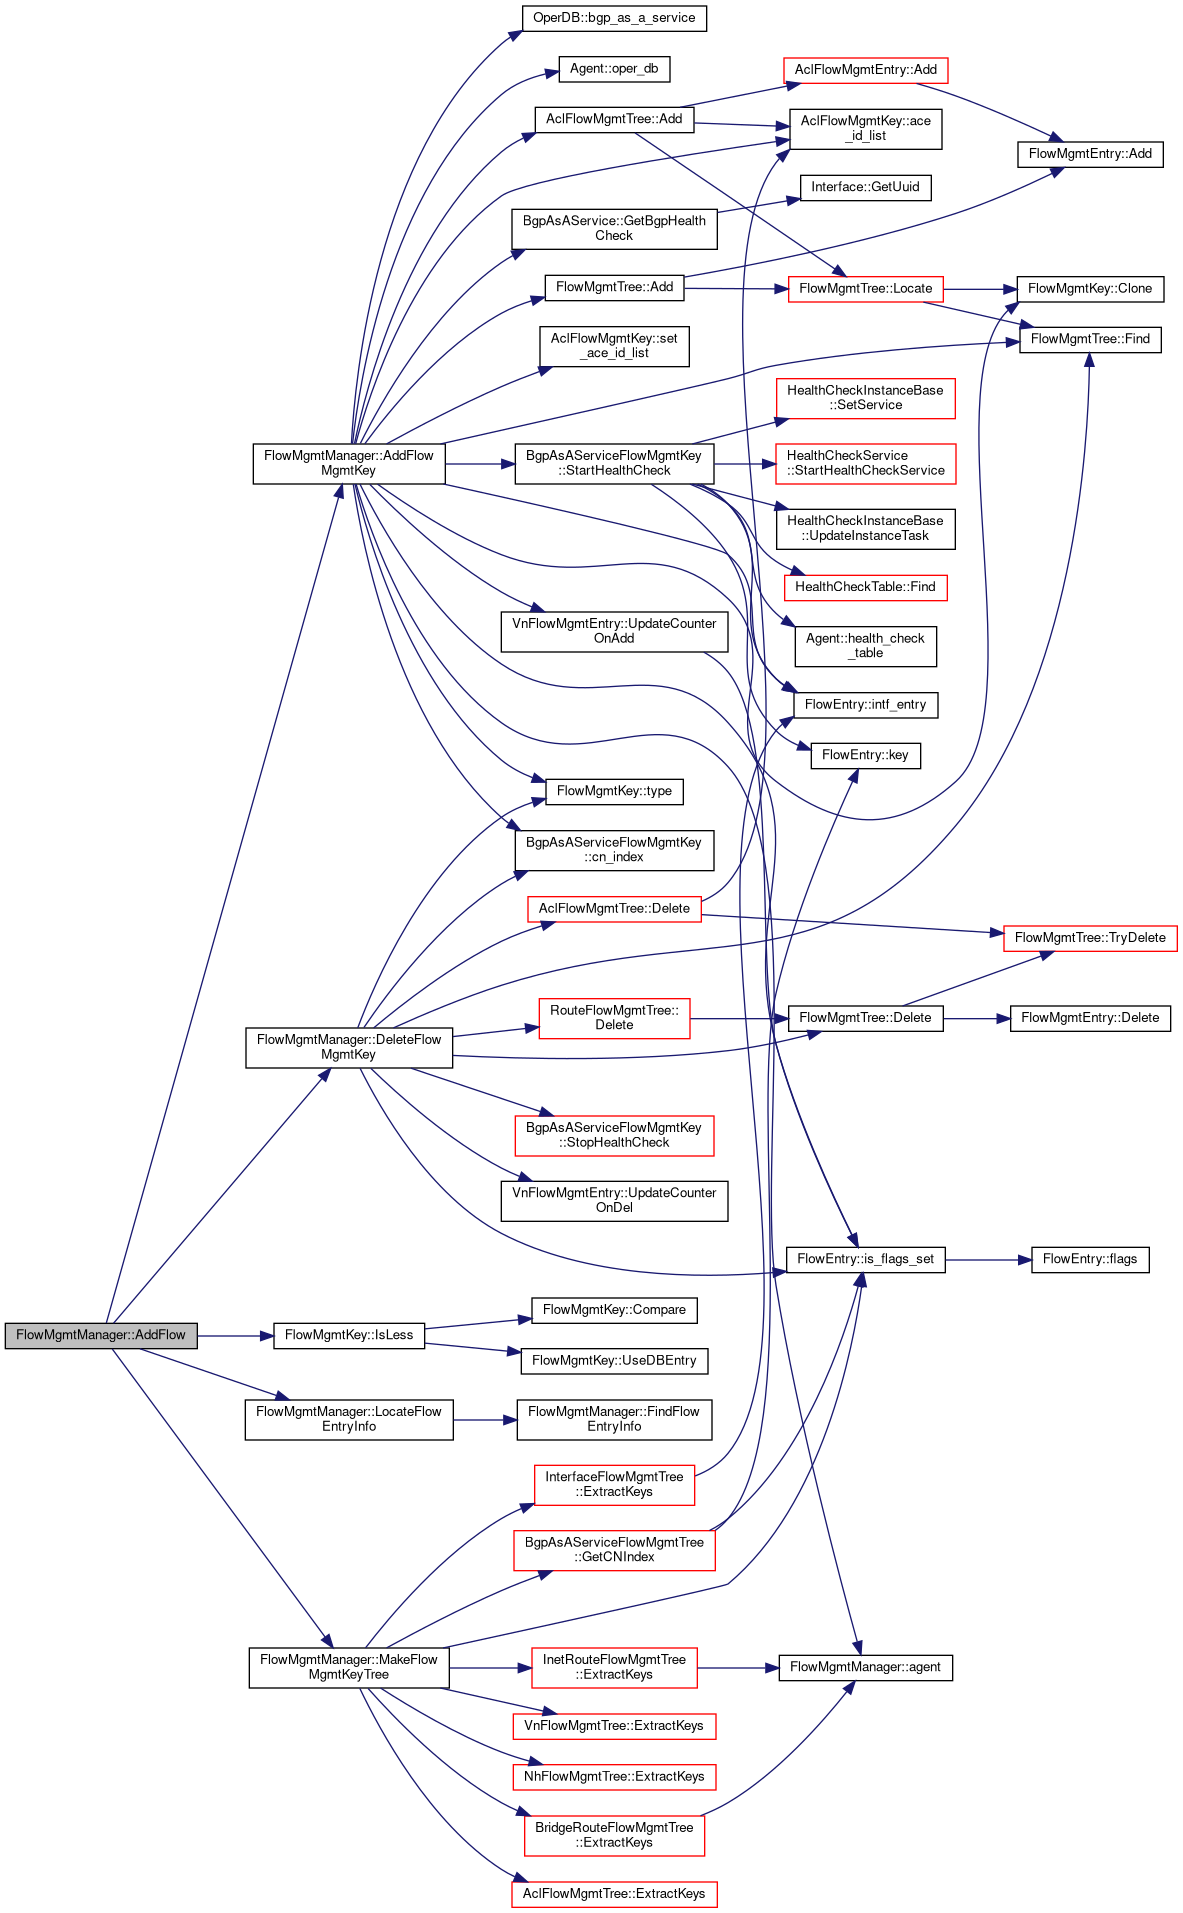 OperDB::bgp_as_a_service
Agent::oper_db
AclFlowMgmtEntry::Add
AclFlowMgmtTree::Add
AclFlowMgmtKey::ace
_id_list
FlowMgmtEntry::Add
Interface::GetUuid
BgpAsAService::GetBgpHealth
Check
FlowMgmtTree::Add
FlowMgmtTree::Locate
FlowMgmtKey::Clone
AclFlowMgmtKey::set
_ace_id_list
FlowMgmtTree::Find
HealthCheckInstanceBase
::SetService
FlowMgmtManager::AddFlow
MgmtKey
BgpAsAServiceFlowMgmtKey
::StartHealthCheck
HealthCheckService
::StartHealthCheckService
HealthCheckInstanceBase
::UpdateInstanceTask
HealthCheckTable::Find
VnFlowMgmtEntry::UpdateCounter
OnAdd
Agent::health_check
_table
FlowEntry::intf_entry
FlowEntry::key
FlowMgmtKey::type
BgpAsAServiceFlowMgmtKey
::cn_index
AclFlowMgmtTree::Delete
FlowMgmtTree::TryDelete
RouteFlowMgmtTree::
Delete
FlowMgmtTree::Delete
FlowMgmtEntry::Delete
FlowMgmtManager::DeleteFlow
MgmtKey
BgpAsAServiceFlowMgmtKey
::StopHealthCheck
VnFlowMgmtEntry::UpdateCounter
OnDel
FlowEntry::is_flags_set
FlowEntry::flags
FlowMgmtKey::Compare
FlowMgmtManager::AddFlow
FlowMgmtKey::IsLess
FlowMgmtKey::UseDBEntry
FlowMgmtManager::LocateFlow
EntryInfo
FlowMgmtManager::FindFlow
EntryInfo
InterfaceFlowMgmtTree
::ExtractKeys
BgpAsAServiceFlowMgmtTree
::GetCNIndex
FlowMgmtManager::MakeFlow
MgmtKeyTree
InetRouteFlowMgmtTree
::ExtractKeys
FlowMgmtManager::agent
VnFlowMgmtTree::ExtractKeys
NhFlowMgmtTree::ExtractKeys
BridgeRouteFlowMgmtTree
::ExtractKeys
AclFlowMgmtTree::ExtractKeys